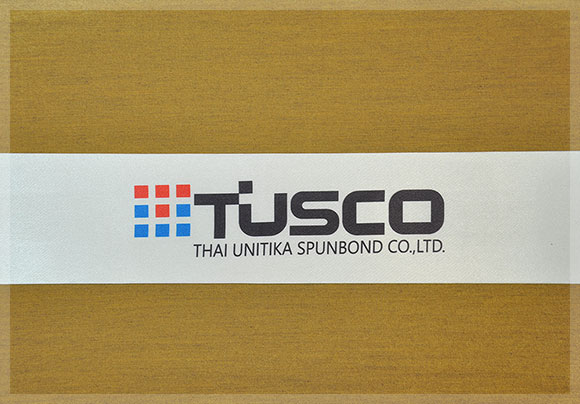 TUSCO
THAI UNITIKA SPUNBOND CO.,LTD.